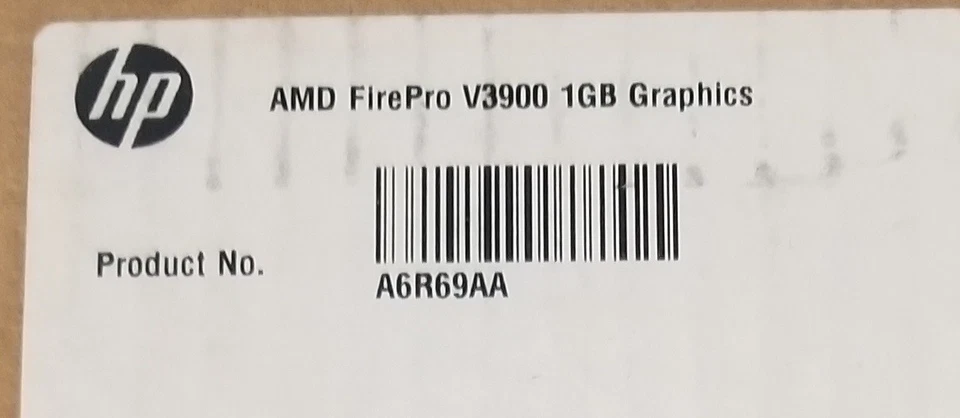 hp
AMD FirePro V3900 1GB Graphics
Product No.
A6R69AA